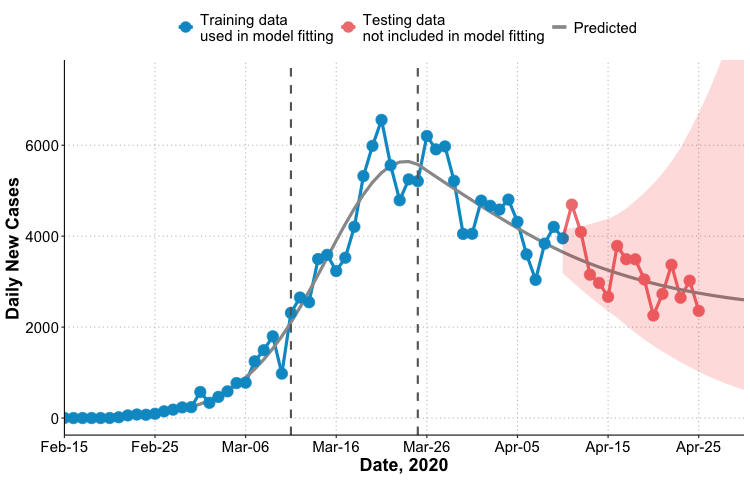 Training data
used in model fitting
Testing data
not included in model fitting
Predicted
Daily New Cases
6000
4000
2000
0
Feb-15 Feb-25 Mar-06 Mar-16 Mar-26 Apr-05 Apr-15 Apr-25
Date, 2020